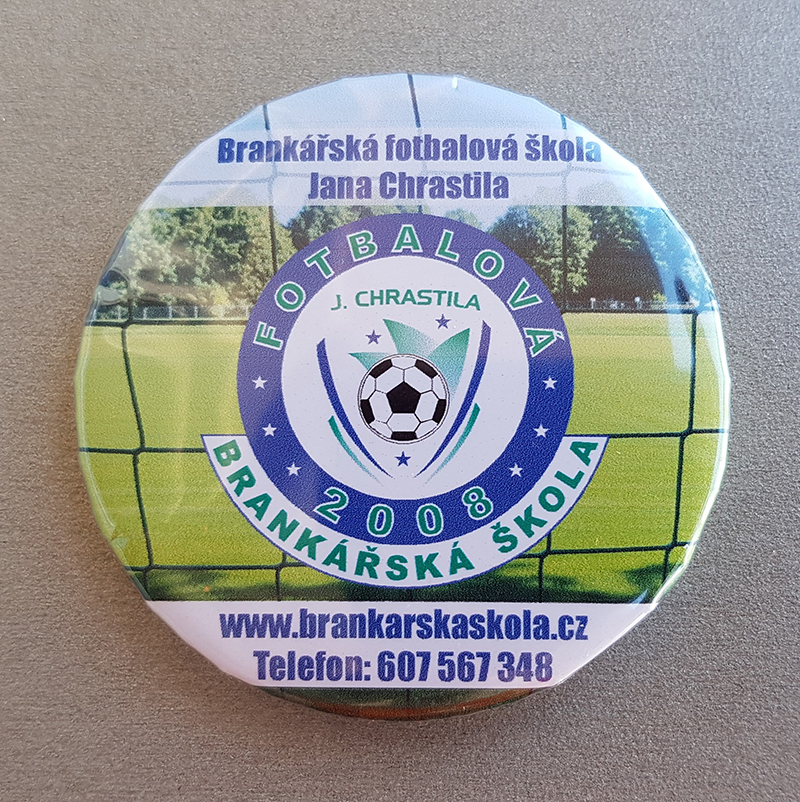 Brankářská fotbalová škola
Jana Chrastila
FOTBALOVÁ
J. CHRASTILA
2008
BRANKÁŘSKÁ ŠKOLA
www.brankarskaskola.cz
Telefon: 607 567 348